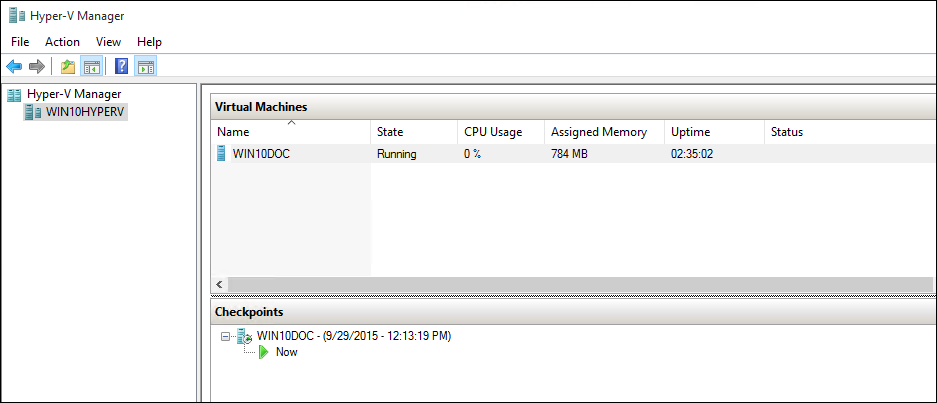 Hyper-V Manager
File Action View Help
Hyper-V Manager
WIN10HYPERV
Virtual Machines
Name State CPU Usage Assigned Memory Uptime Status
WIN10DOC Running 0 % 784 MB 02:35:02
Checkpoints
WIN10DOC - (9/29/2015 - 12:13:19 PM)
Now